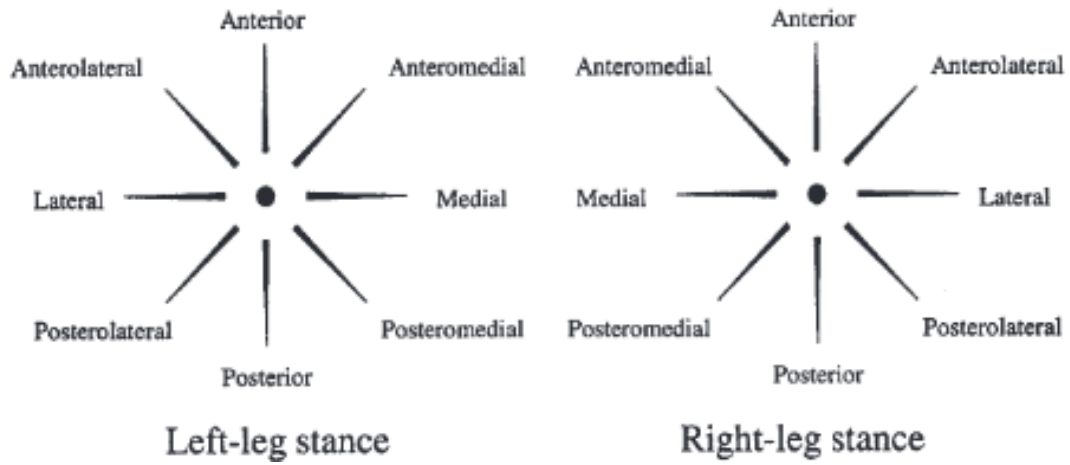 Anterior
Anterolateral
Anteromedial
Lateral
Medial
Posterolateral
Posteromedial
Posterior
Left-leg stance
Anterior
Anteromedial
Anterolateral
Medial
Lateral
Posteromedial
Posterolateral
Posterior
Right-leg stance